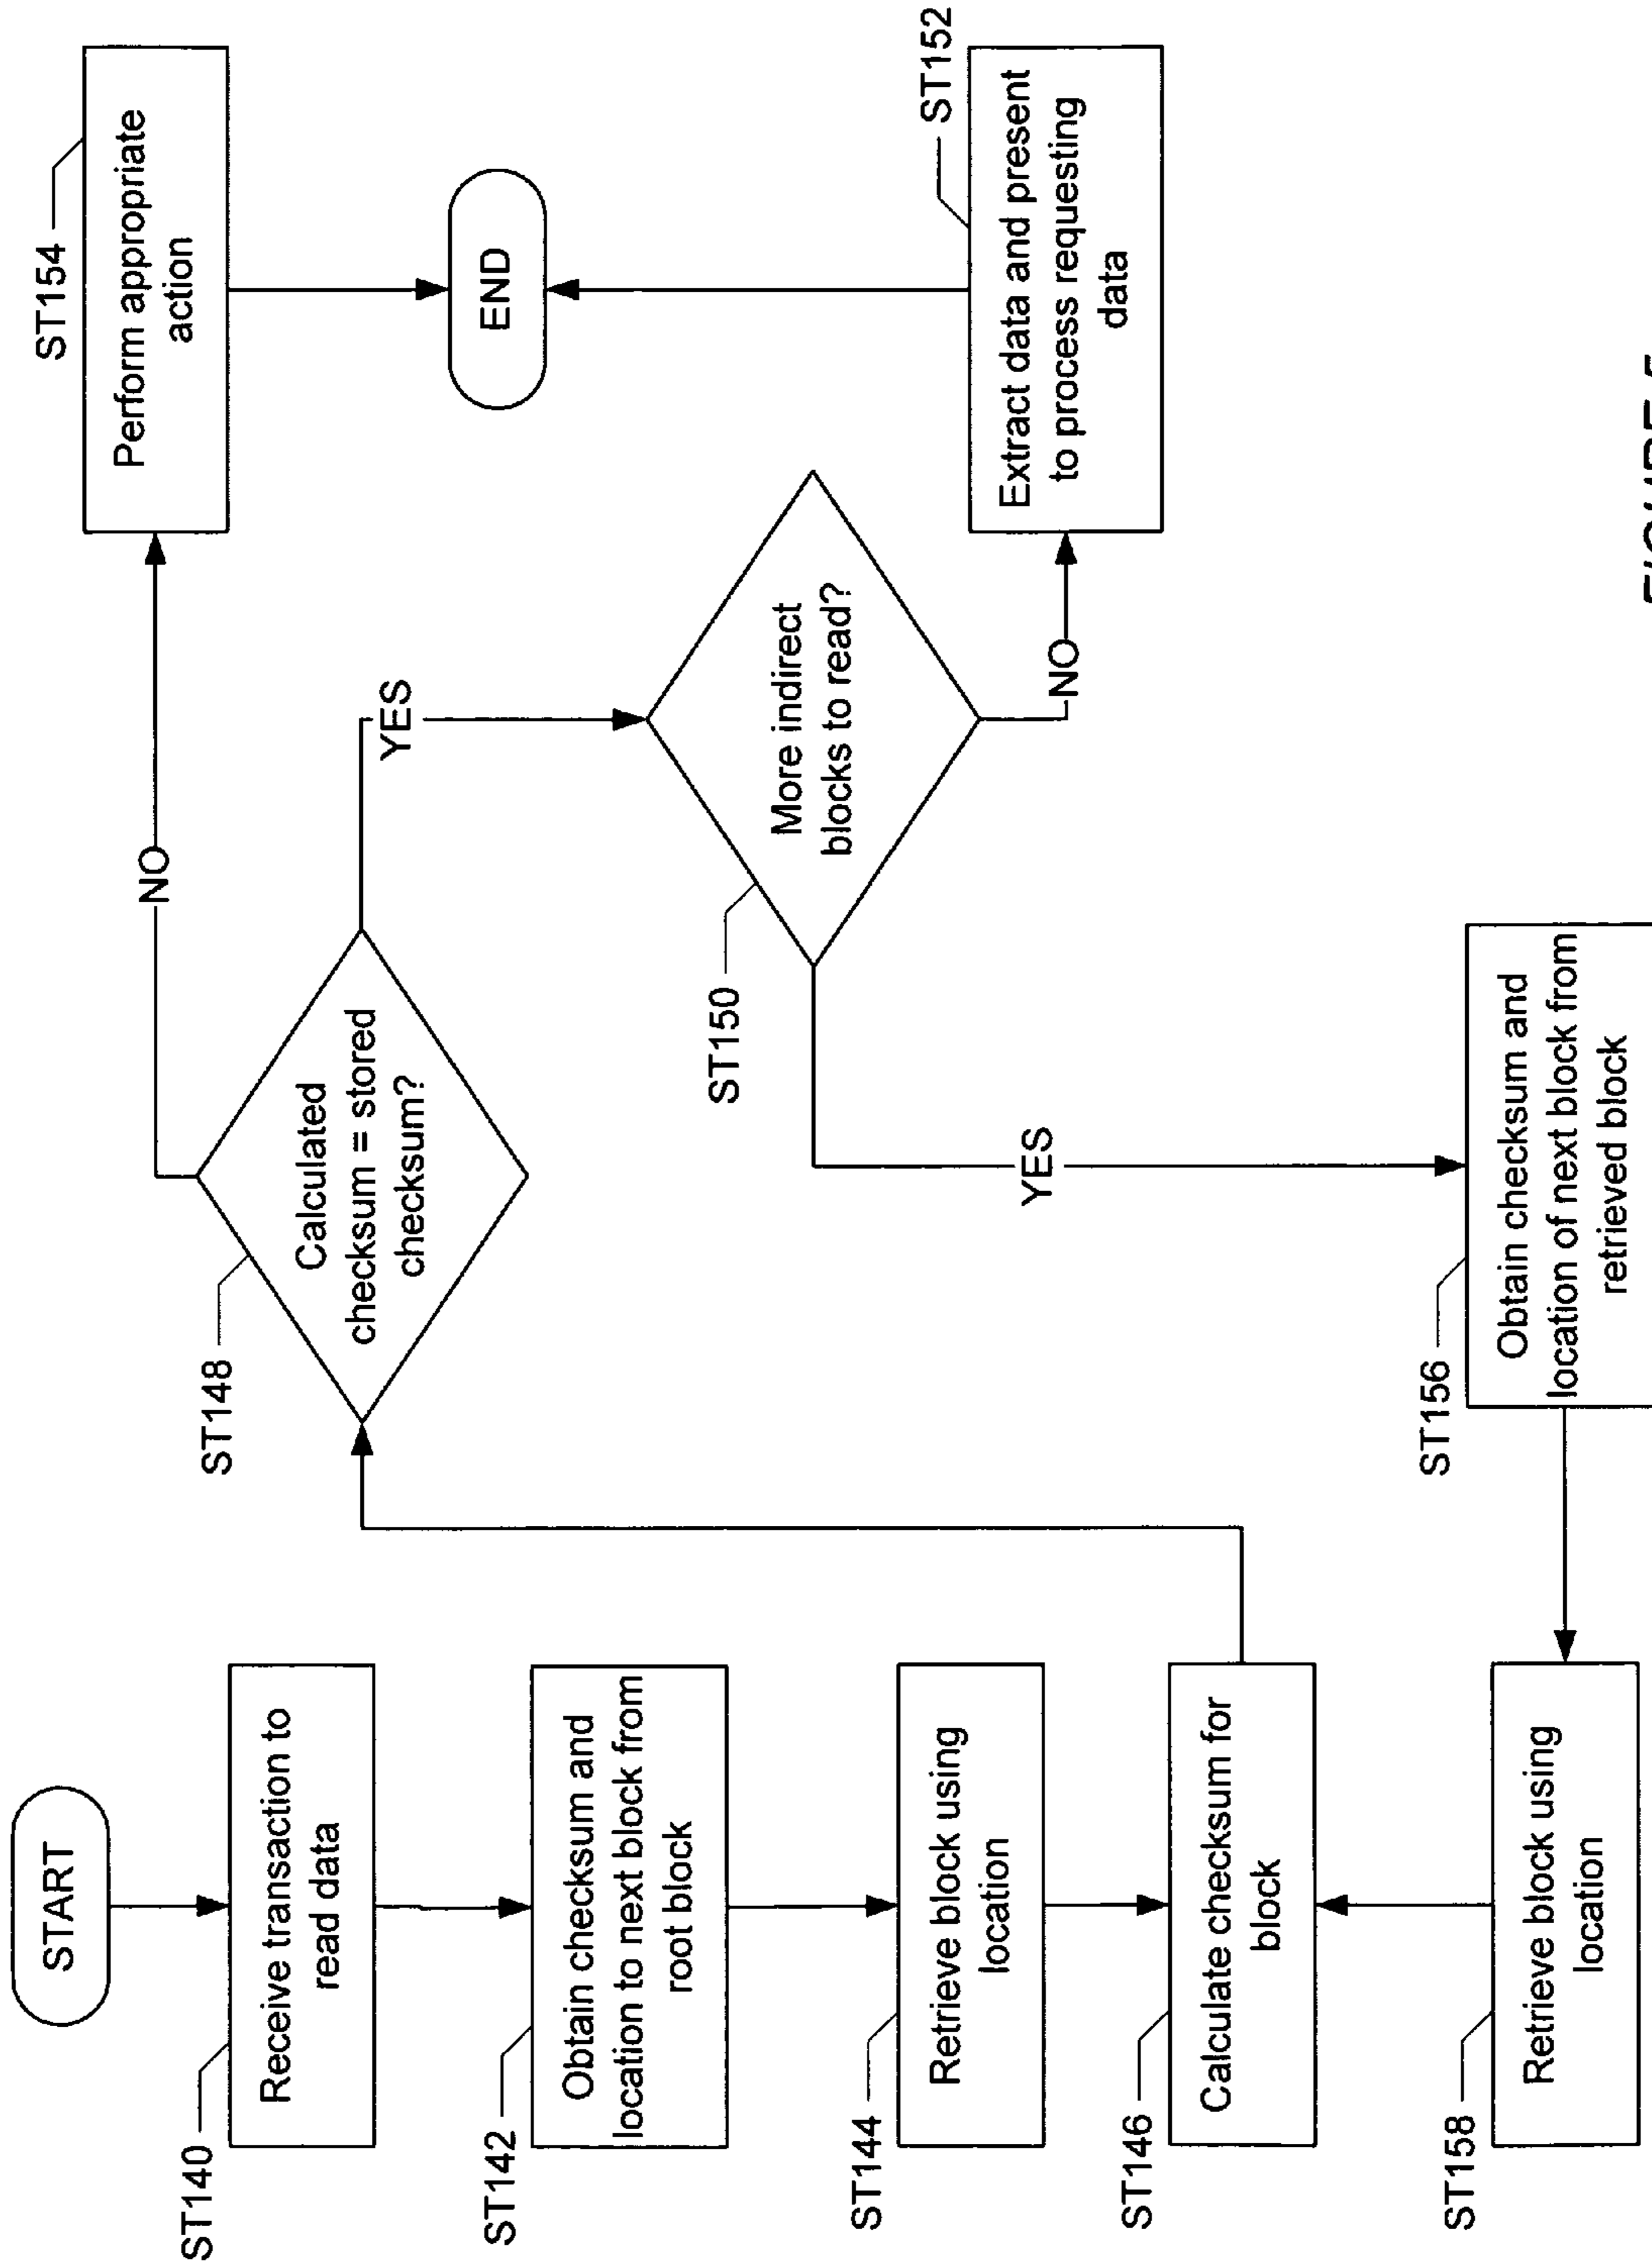 START
ST140
Receive transaction to
read data
ST142
Obtain checksum and
location to next block from
root block
ST144
Retrieve block using
location
ST146
Calculate checksum for
block
ST158
Retrieve block using
location
ST148
Calculated
checksum = stored
checksum?
NO
YES
ST154
Perform appropriate
action
END
ST150
More indirect
blocks to read?
NO
YES
ST152
Extract data and present
to process requesting
data
ST156
Obtain checksum and
location of next block from
retrieved block
FIGURE 5